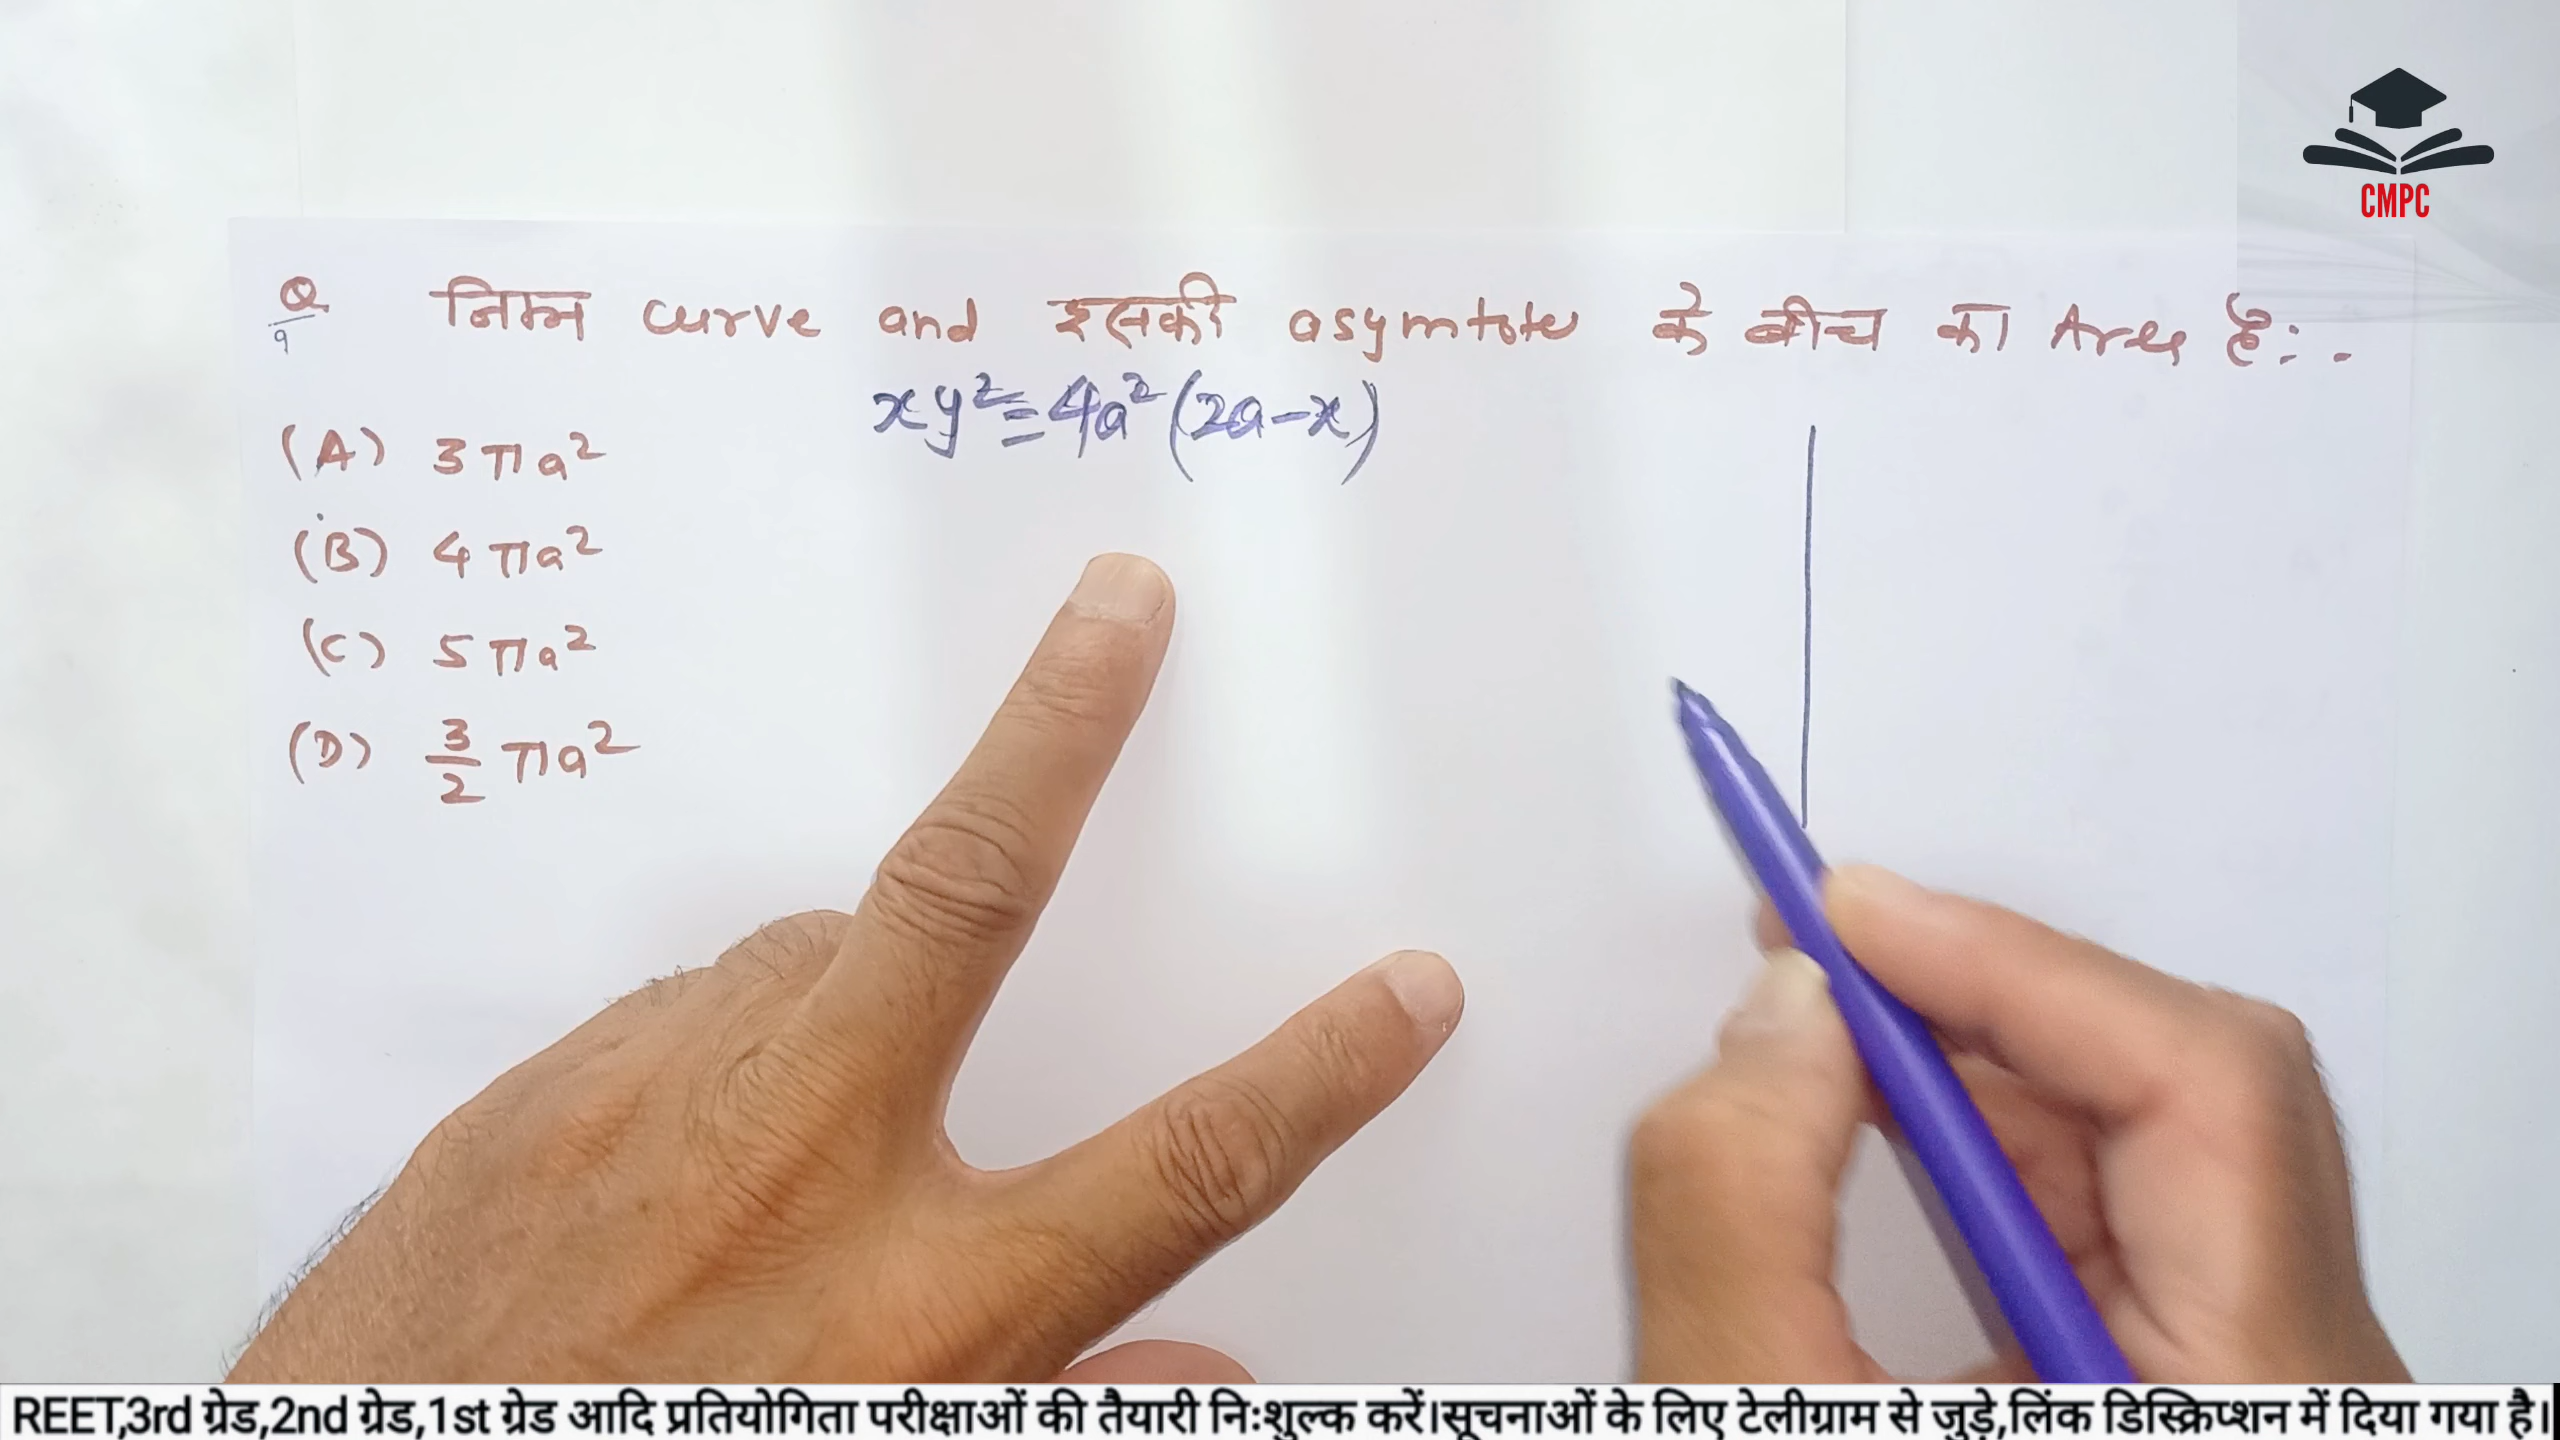 CMPC
Q निम्न curve and इसकी asymtote के बीच का Area है:-
9
xy²=4a²(2a-x)
(A) 3πa²
(B) 4πa²
(C) 5πa²
(D) 3/2 πa²
REET,3rd ग्रेड,2nd ग्रेड,1st ग्रेड आदि प्रतियोगिता परीक्षाओं की तैयारी निःशुल्क करें।सूचनाओं के लिए टेलीग्राम से जुड़े,लिंक डिस्क्रिप्शन में दिया गया है।